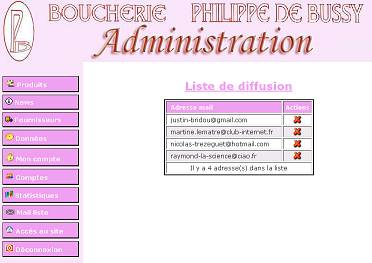 BOUCHERIE PHILIPPE DE BUSSY
Administration
Produits
News
Fournisseurs
Données
Mon compte
Comptes
Statistiques
Mail liste
Accès au site
Déconnexion
Liste de diffusion
Adresse mail Actions
justin-bridou@gmail.com
martine.lematre@club-internet.fr
nicolas-trezeguet@hotmail.com
raymond-la-science@ciao.fr
Il y a 4 adresse(s) dans la liste